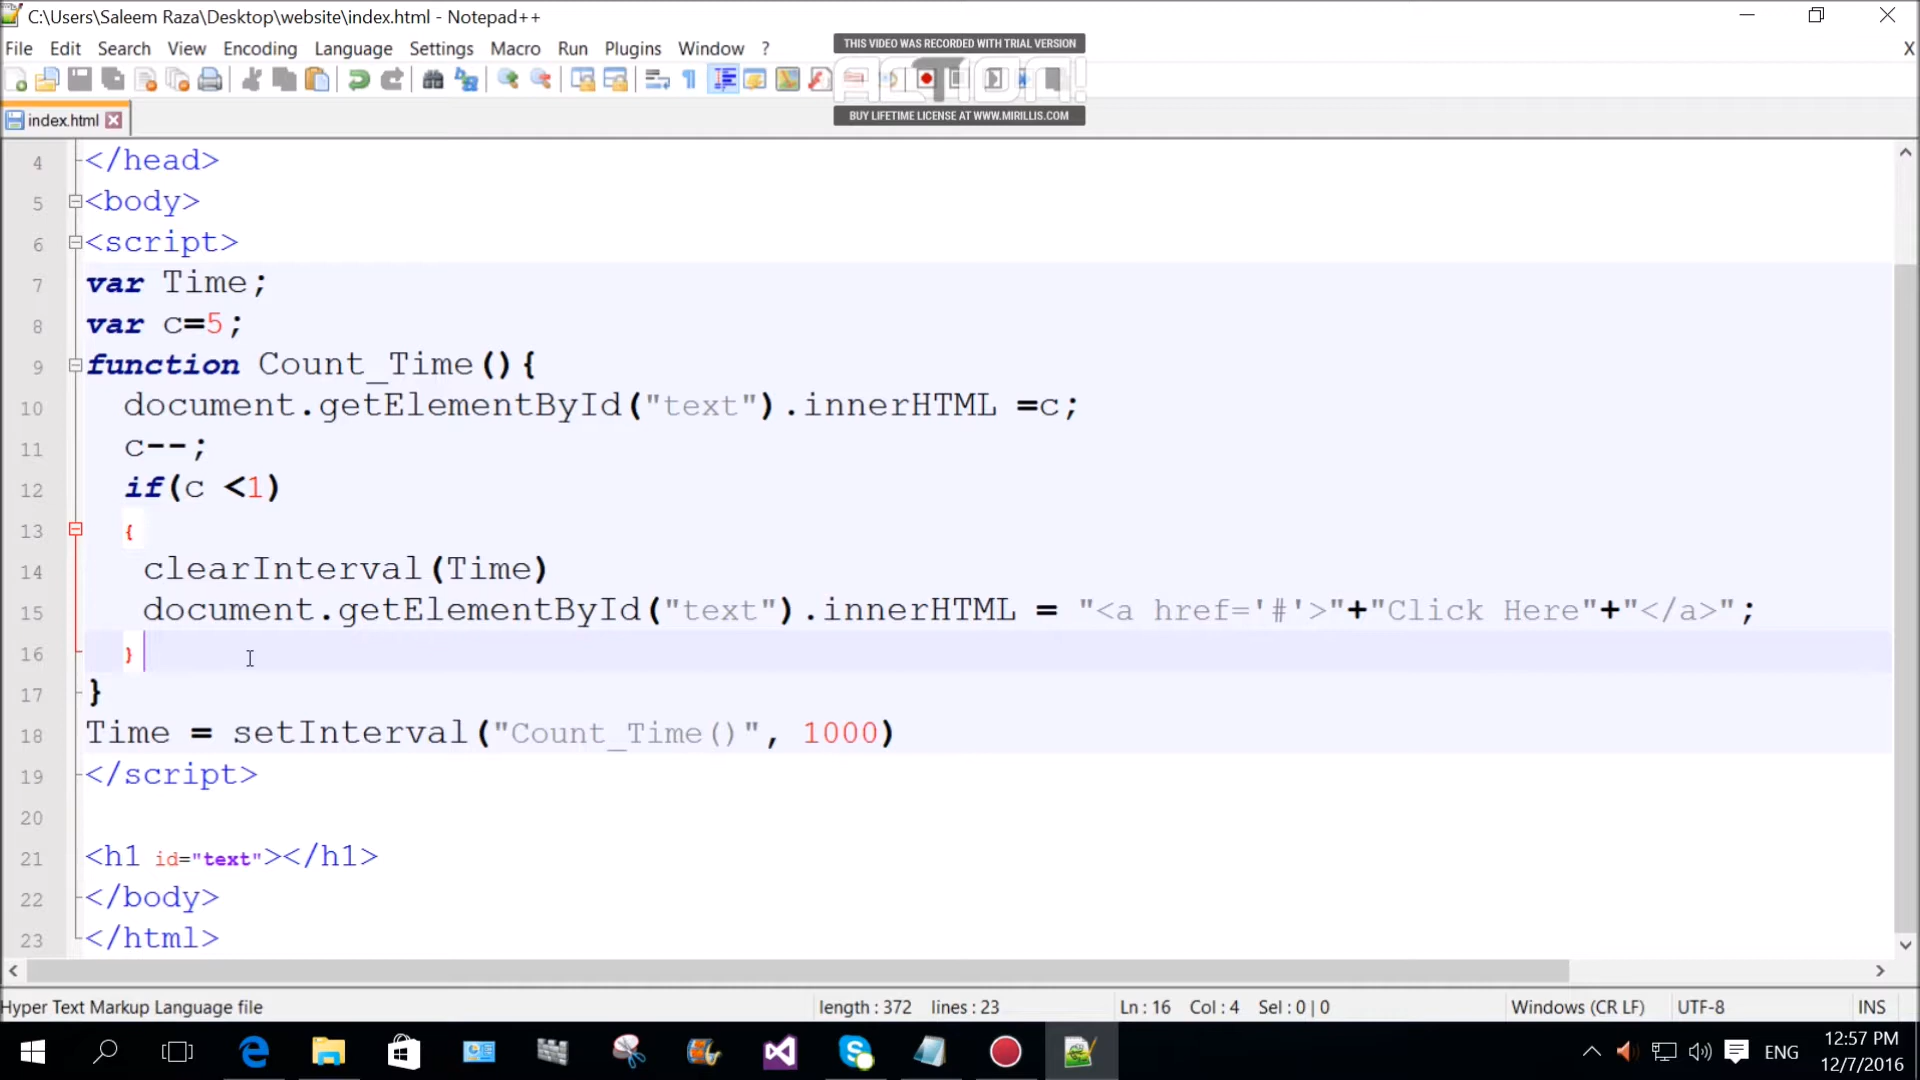 C:\Users\Saleem Raza\Desktop\website\index.html - Notepad++
File Edit Search View Encoding Language Settings Macro Run Plugins Window ? X
THIS VIDEO WAS RECORDED WITH TRIAL VERSION
ACTION!
BUY LIFETIME LICENSE AT WWW.MIRILLIS.COM
index.html
4 </head>
5 <body>
6 <script>
7 var Time;
8 var c=5;
9 function Count_Time(){
10 document.getElementById("text").innerHTML =c;
11 c--;
12 if(c <1)
13 {
14 clearInterval(Time)
15 document.getElementById("text").innerHTML = "<a href='#'>"+"Click Here"+"</a>";
16 }
17 }
18 Time = setInterval("Count_Time()", 1000)
19 </script>
20
21 <h1 id="text"></h1>
22 </body>
23 </html>
Hyper Text Markup Language file length : 372 lines : 23 Ln : 16 Col : 4 Sel : 0 | 0 Windows (CR LF) UTF-8 INS
ENG
12:57 PM
12/7/2016